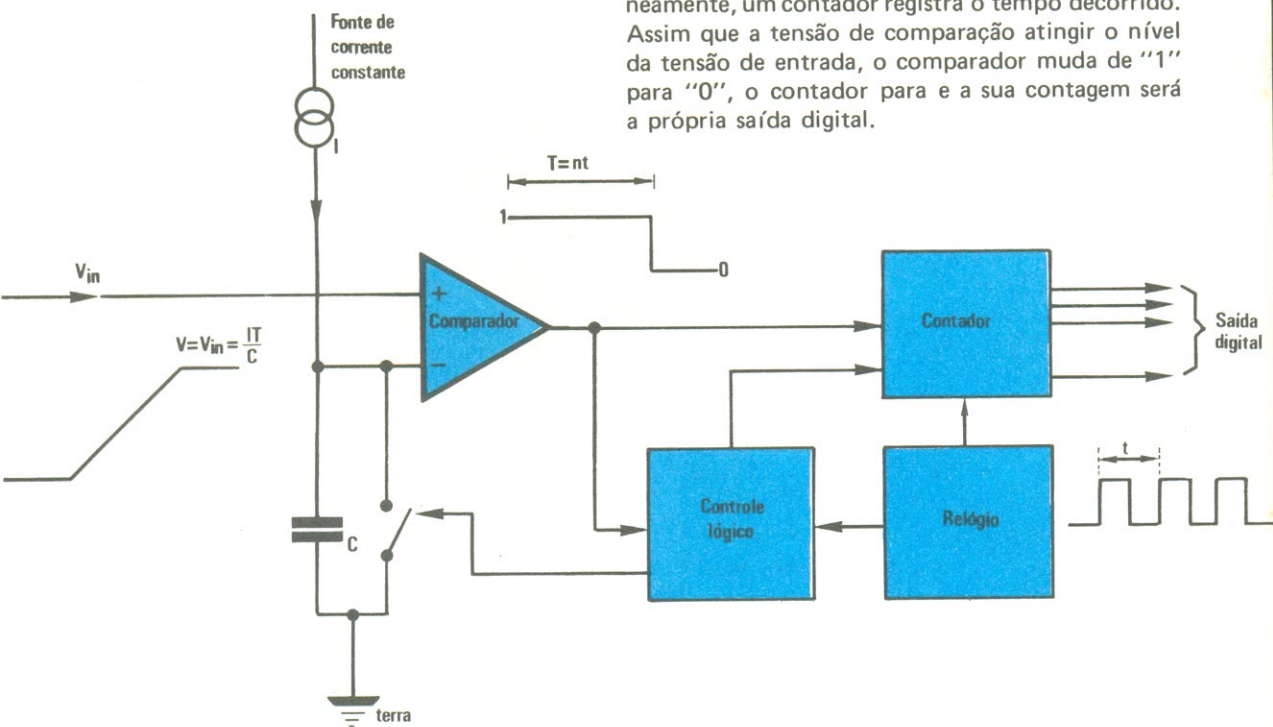 neamente, um contador registra o tempo decorrido.
Assim que a tensão de comparação atingir o nível
da tensão de entrada, o comparador muda de "1"
para "0", o contador para e a sua contagem será
a própria saída digital.
Fonte de
corrente
constante
I
T=nt
1
0
Vin
+
Comparador
−
V=Vin=IT/C
Contador
Saída
digital
C
Controle
lógico
Relógio
t
terra